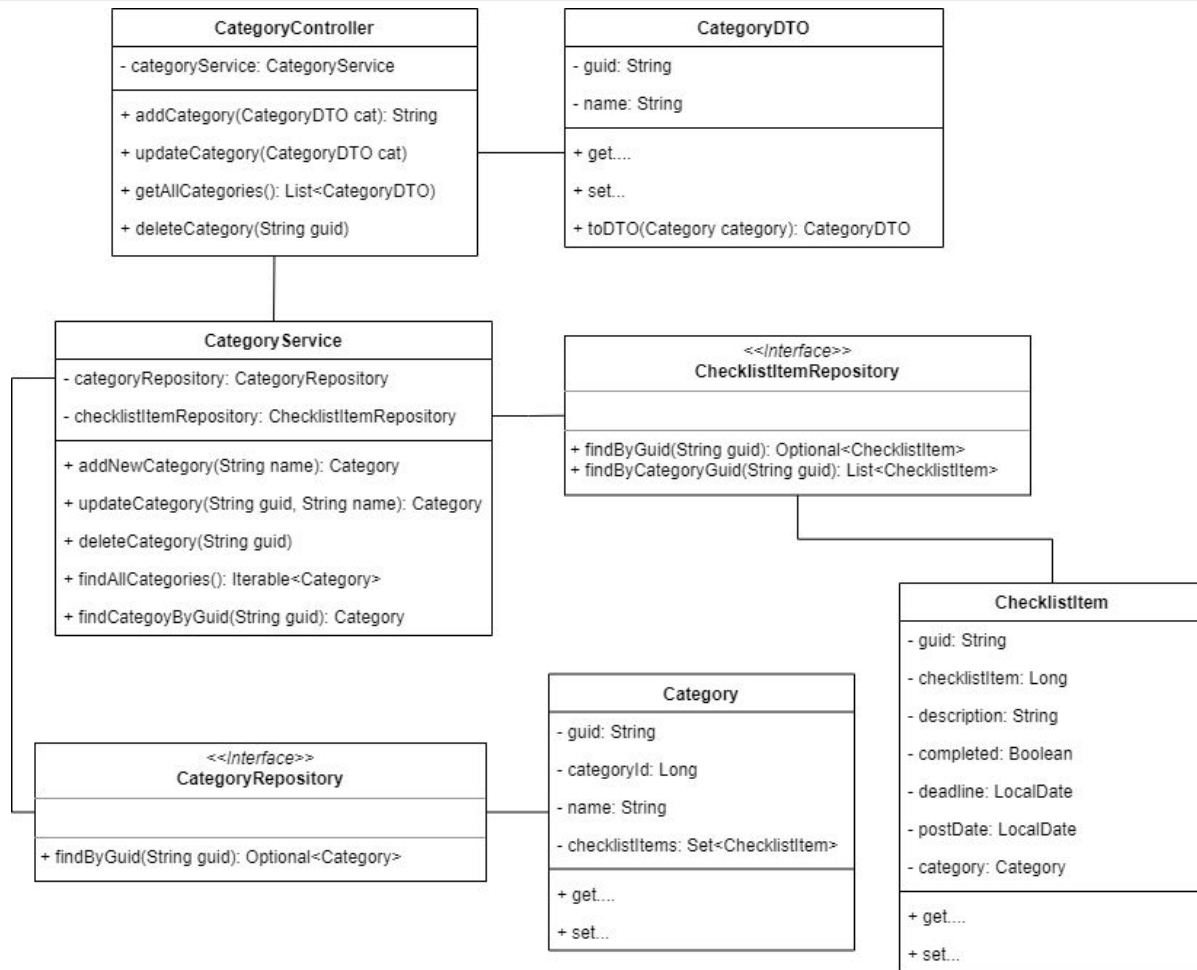 CategoryController
- categoryService: CategoryService
+ addCategory(CategoryDTO cat): String
+ updateCategory(CategoryDTO cat)
+ getAllCategories(): List<CategoryDTO)
+ deleteCategory(String guid)
CategoryDTO
- guid: String
- name: String
+ get....
+ set...
+ toDTO(Category category): CategoryDTO
CategoryService
- categoryRepository: CategoryRepository
- checklistItemRepository: ChecklistItemRepository
+ addNewCategory(String name): Category
+ updateCategory(String guid, String name): Category
+ deleteCategory(String guid)
+ findAllCategories(): Iterable<Category>
+ findCategoyByGuid(String guid): Category
<<Interface>>
ChecklistItemRepository
+ findByGuid(String guid): Optional<ChecklistItem>
+ findByCategoryGuid(String guid): List<ChecklistItem>
<<Interface>>
CategoryRepository
+ findByGuid(String guid): Optional<Category>
Category
- guid: String
- categoryId: Long
- name: String
- checklistItems: Set<ChecklistItem>
+ get....
+ set...
ChecklistItem
- guid: String
- checklistItem: Long
- description: String
- completed: Boolean
- deadline: LocalDate
- postDate: LocalDate
- category: Category
+ get....
+ set...